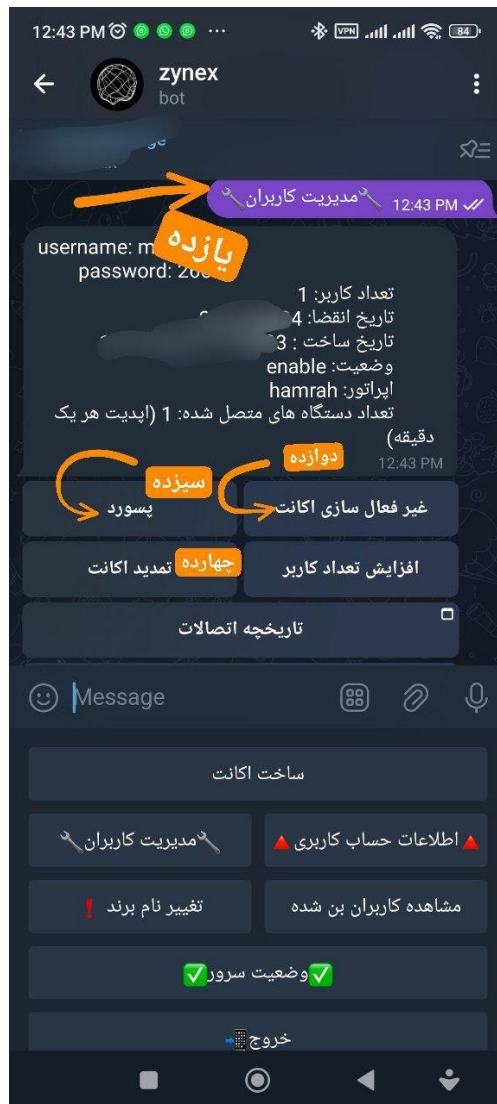 12:43 PM
VPN
84
zynex
bot
🔧مدیریت کاربران🔧
12:43 PM
یازده
username: m
password: 260
تعداد کاربر: 1
تاریخ انقضا:
تاریخ ساخت :
وضعیت: enable
اپراتور: hamrah
تعداد دستگاه های متصل شده: 1 (اپدیت هر یک
دقیقه)
12:43 PM
دوازده
سیزده
غیر فعال سازی اکانت
پسورد
افزایش تعداد کاربر
چهارده
تمدید اکانت
تاریخچه اتصالات
Message
ساخت اکانت
🔺اطلاعات حساب کاربری🔺
🔧مدیریت کاربران🔧
مشاهده کاربران بن شده
تغییر نام برند❗
✅وضعیت سرور✅
خروج📲